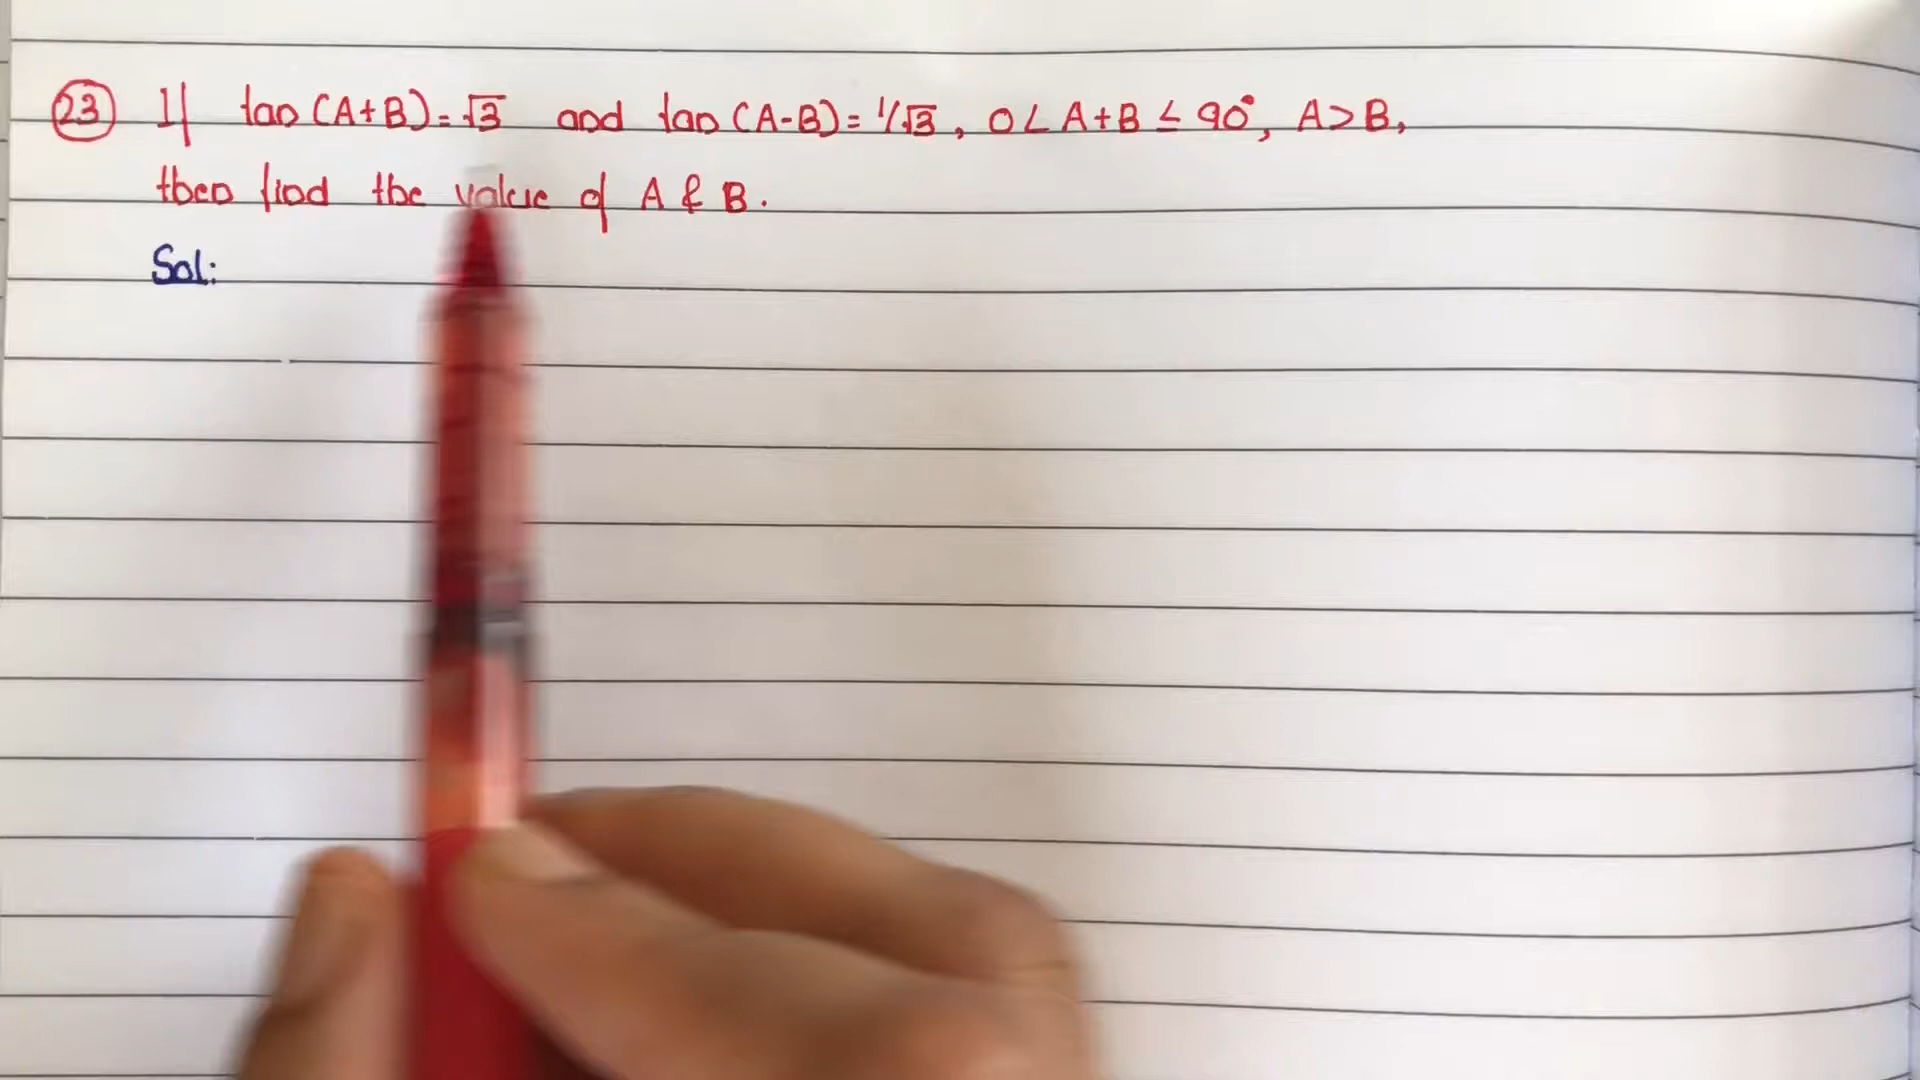 23 If tan (A+B) = √3 and tan (A-B) = 1/√3, 0 < A+B ≤ 90°, A > B,
then find the value of A & B.
Sol: